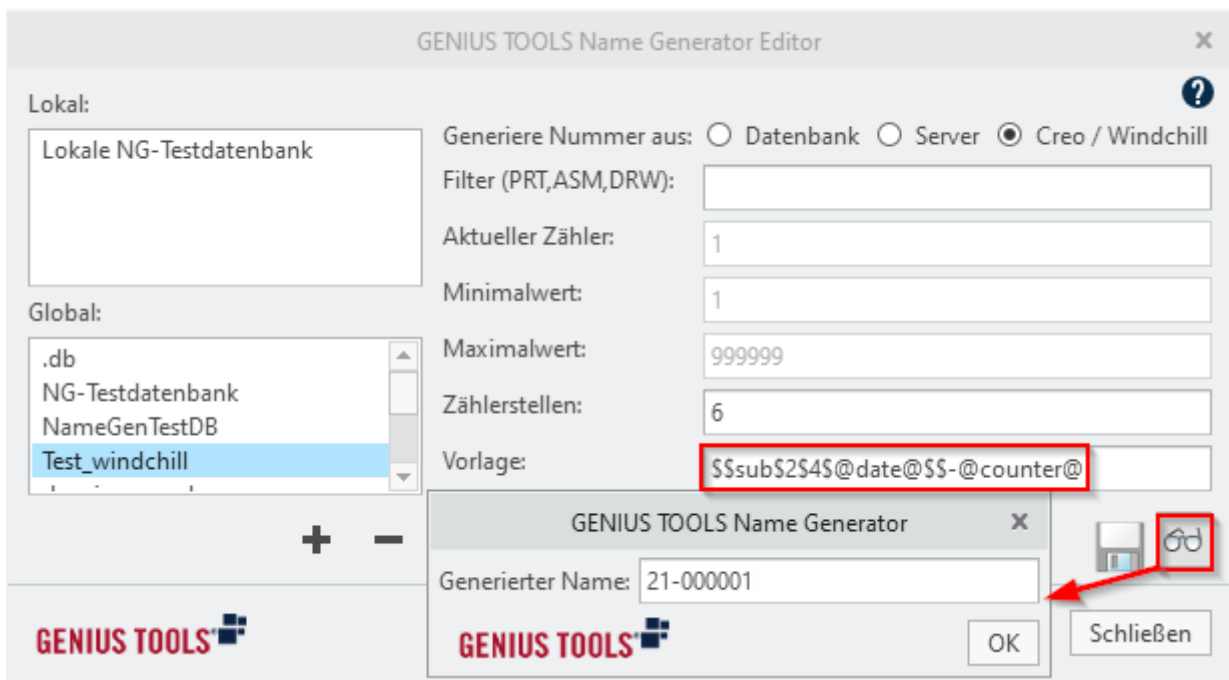 GENIUS TOOLS Name Generator Editor
Lokal:
Lokale NG-Testdatenbank
Global:
.db
NG-Testdatenbank
NameGenTestDB
Test_windchill
Generiere Nummer aus: Datenbank Server Creo / Windchill
Filter (PRT,ASM,DRW):
Aktueller Zähler: 1
Minimalwert: 1
Maximalwert: 999999
Zählerstellen: 6
Vorlage: $$sub$2$4$@date@$$-@counter@
GENIUS TOOLS Name Generator
Generierter Name: 21-000001
GENIUS TOOLS
OK
GENIUS TOOLS
Schließen